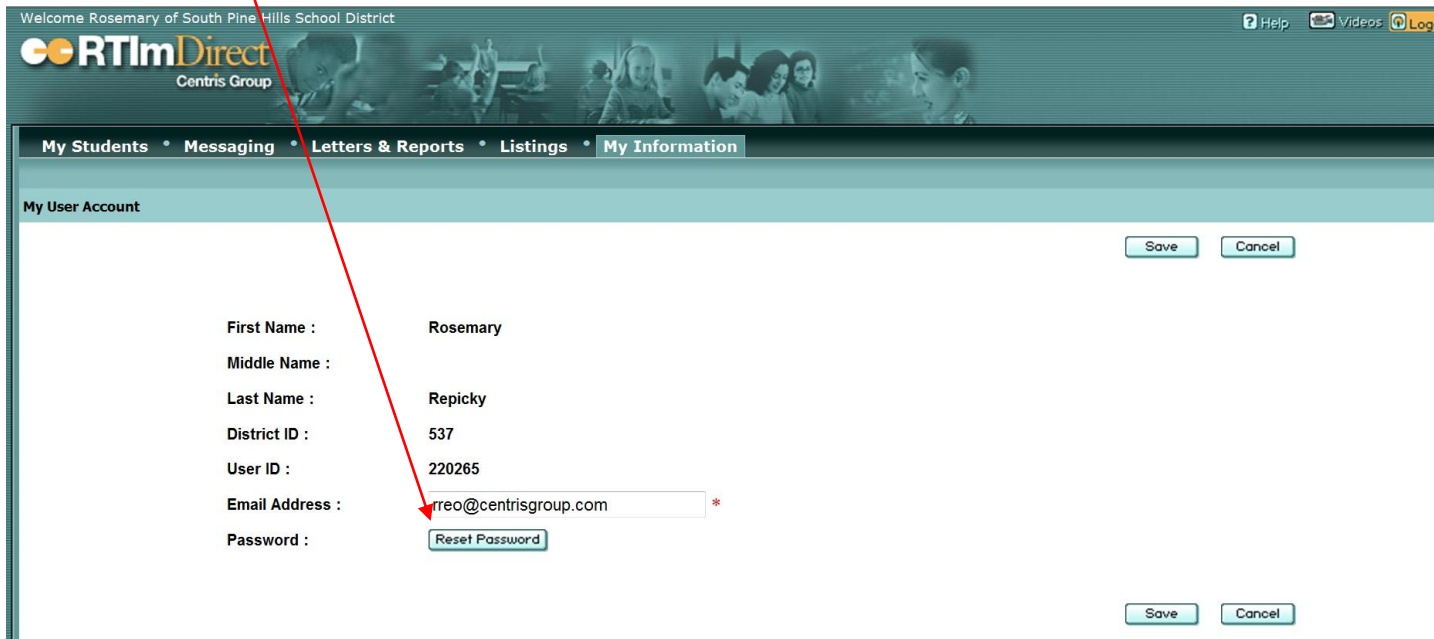 Welcome Rosemary of South Pine Hills School District
? Help Videos Log
RTImDirect
Centris Group
My Students • Messaging • Letters & Reports • Listings • My Information
My User Account
Save Cancel
First Name : Rosemary
Middle Name :
Last Name : Repicky
District ID : 537
User ID : 220265
Email Address : rreo@centrisgroup.com *
Password : Reset Password
Save Cancel